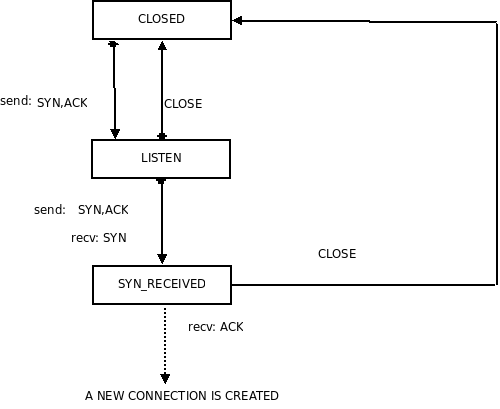 CLOSED
send: SYN,ACK
CLOSE
LISTEN
send: SYN,ACK
recv: SYN
CLOSE
SYN_RECEIVED
recv: ACK
A NEW CONNECTION IS CREATED